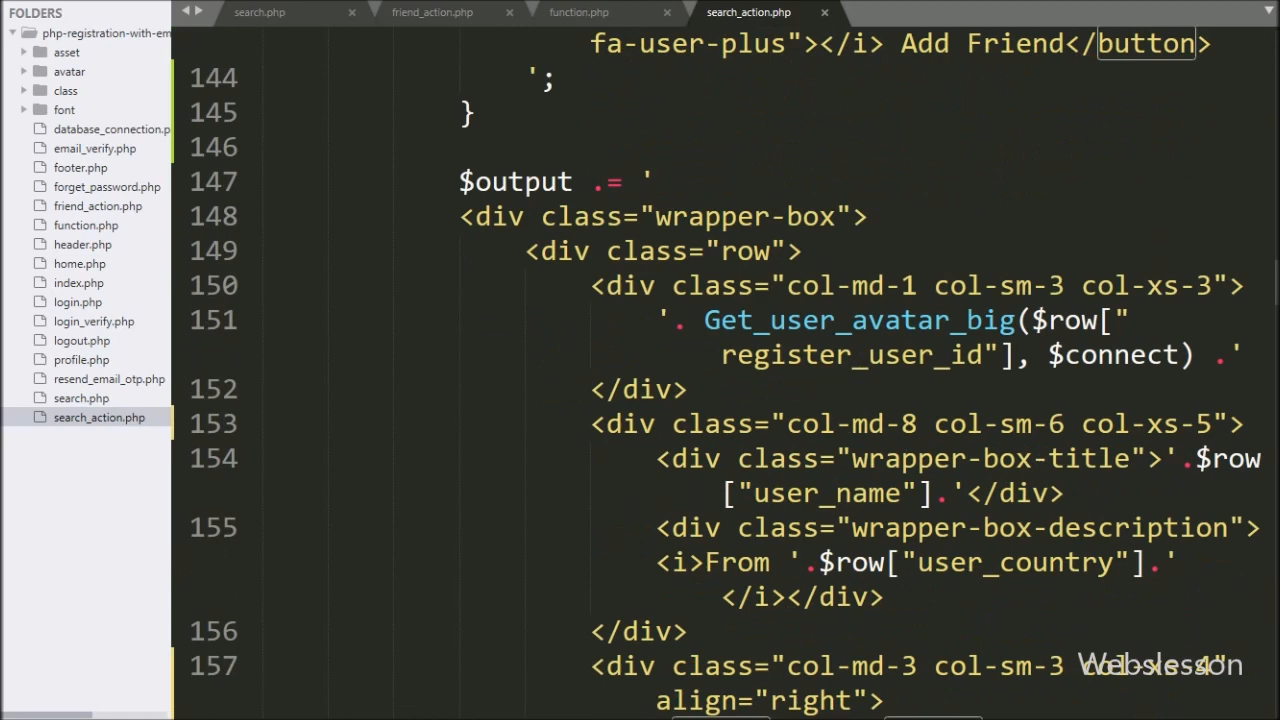 FOLDERS
php-registration-with-em
asset
avatar
class
font
database_connection.p
email_verify.php
footer.php
forget_password.php
friend_action.php
function.php
header.php
home.php
index.php
login.php
login_verify.php
logout.php
profile.php
resend_email_otp.php
search.php
search_action.php
search.php × friend_action.php × function.php × search_action.php ×
fa-user-plus"></i> Add Friend</button>
144 ';
145 }
146
147 $output .= '
148 <div class="wrapper-box">
149 <div class="row">
150 <div class="col-md-1 col-sm-3 col-xs-3">
151 '. Get_user_avatar_big($row["
register_user_id"], $connect) .'
152 </div>
153 <div class="col-md-8 col-sm-6 col-xs-5">
154 <div class="wrapper-box-title">'.$row
["user_name"].'</div>
155 <div class="wrapper-box-description">
<i>From '.$row["user_country"].'
</i></div>
156 </div>
157 <div class="col-md-3 col-sm-3 col-xs-4"
align="right">
Webslesson